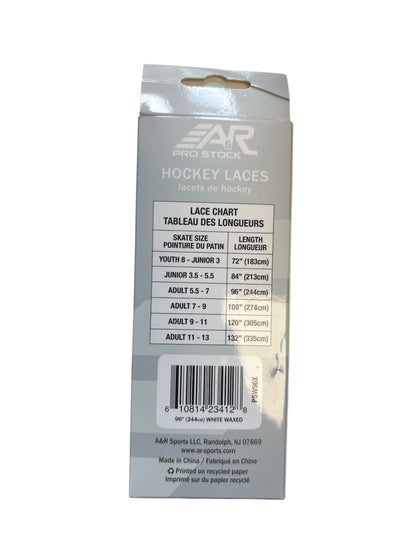 A&R
PRO STOCK
HOCKEY LACES
lacets de hockey
LACE CHART
TABLEAU DES LONGUEURS
SKATE SIZE
POINTURE DU PATIN
LENGTH
LONGUEUR
YOUTH 8 - JUNIOR 3 72" (183cm)
JUNIOR 3.5 - 5.5 84" (213cm)
ADULT 5.5 - 7 96" (244cm)
ADULT 7 - 9 108" (274cm)
ADULT 9 - 11 120" (305cm)
ADULT 11 - 13 132" (335cm)
PSW96X
6 10814 23412 8
96" (244cm) WHITE WAXED
A&R Sports LLC, Randolph, NJ 07869
www.ar-sports.com
Made in China / Fabriqué en Chine
Printed on recycled paper
Imprimé sur du papier recyclé